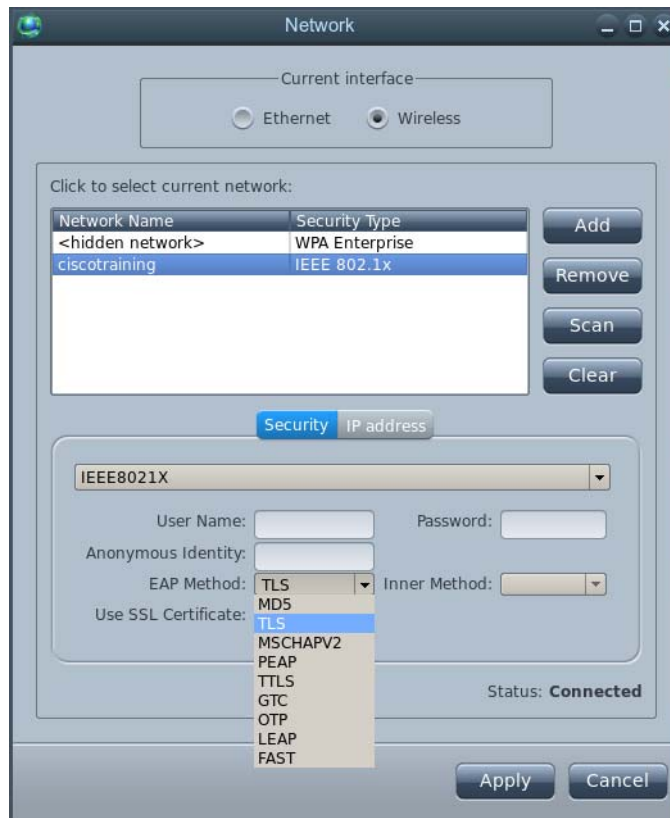 Network
Current interface
Ethernet Wireless
Click to select current network:
Network Name Security Type
<hidden network> WPA Enterprise
ciscotraining IEEE 802.1x
Add
Remove
Scan
Clear
Security IP address
IEEE8021X
User Name: Password:
Anonymous Identity:
EAP Method: TLS Inner Method:
Use SSL Certificate:
MD5
TLS
MSCHAPV2
PEAP
TTLS
GTC
OTP
LEAP
FAST
Status: Connected
Apply Cancel